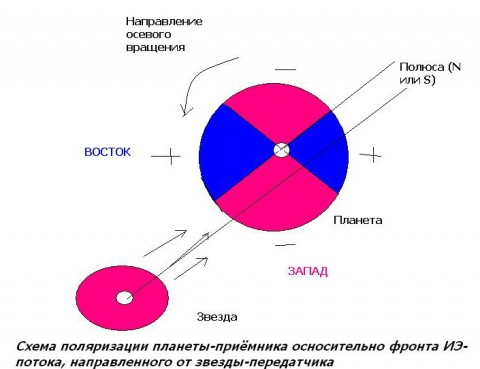 Направление
осевого
вращения
Полюса (N
или S)
ВОСТОК
Планета
ЗАПАД
Звезда
Схема поляризации планеты-приёмника осносительно фронта ИЭ-
потока, направленного от звезды-передатчика